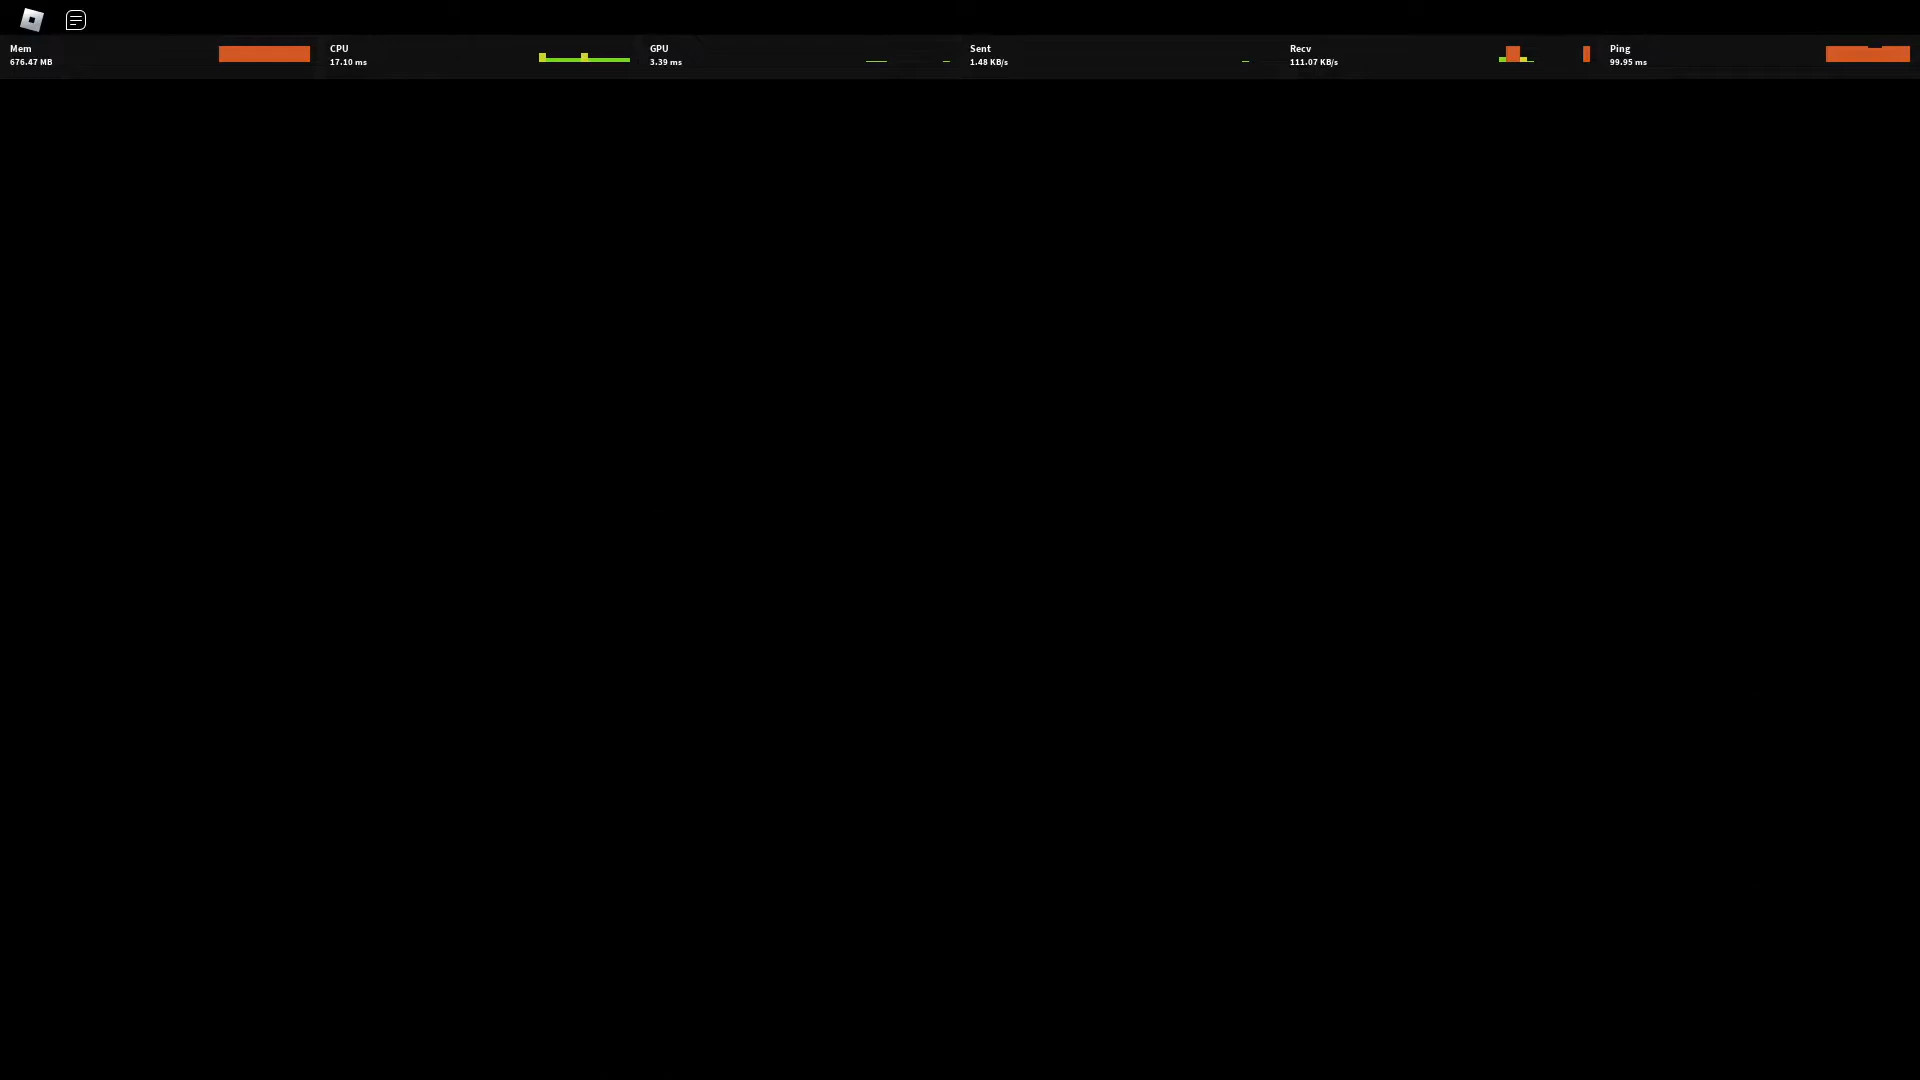 Mem
676.47 MB
CPU
17.10 ms
GPU
3.39 ms
Sent
1.48 KB/s
Recv
111.07 KB/s
Ping
99.95 ms